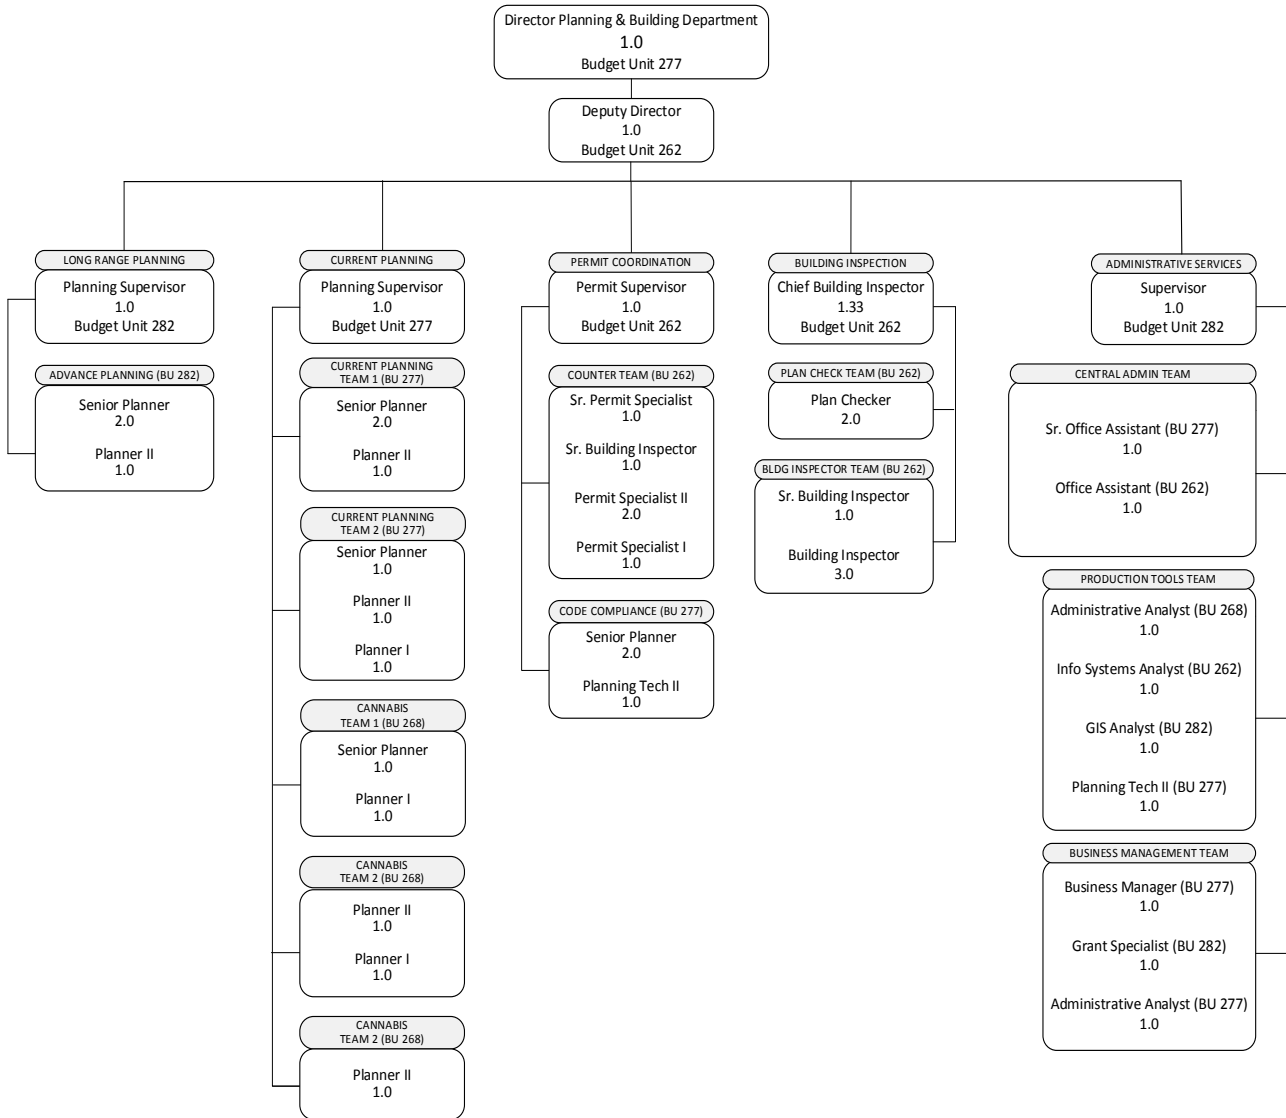 Director Planning & Building Department
1.0
Budget Unit 277
Deputy Director
1.0
Budget Unit 262
LONG RANGE PLANNING
Planning Supervisor
1.0
Budget Unit 282
ADVANCE PLANNING (BU 282)
Senior Planner
2.0
Planner II
1.0
CURRENT PLANNING
Planning Supervisor
1.0
Budget Unit 277
CURRENT PLANNING
TEAM 1 (BU 277)
Senior Planner
2.0
Planner II
1.0
CURRENT PLANNING
TEAM 2 (BU 277)
Senior Planner
1.0
Planner II
1.0
Planner I
1.0
CANNABIS
TEAM 1 (BU 268)
Senior Planner
1.0
Planner I
1.0
CANNABIS
TEAM 2 (BU 268)
Planner II
1.0
Planner I
1.0
CANNABIS
TEAM 2 (BU 268)
Planner II
1.0
PERMIT COORDINATION
Permit Supervisor
1.0
Budget Unit 262
COUNTER TEAM (BU 262)
Sr. Permit Specialist
1.0
Sr. Building Inspector
1.0
Permit Specialist II
2.0
Permit Specialist I
1.0
CODE COMPLIANCE (BU 277)
Senior Planner
2.0
Planning Tech II
1.0
BUILDING INSPECTION
Chief Building Inspector
1.33
Budget Unit 262
PLAN CHECK TEAM (BU 262)
Plan Checker
2.0
BLDG INSPECTOR TEAM (BU 262)
Sr. Building Inspector
1.0
Building Inspector
3.0
ADMINISTRATIVE SERVICES
Supervisor
1.0
Budget Unit 282
CENTRAL ADMIN TEAM
Sr. Office Assistant (BU 277)
1.0
Office Assistant (BU 262)
1.0
PRODUCTION TOOLS TEAM
Administrative Analyst (BU 268)
1.0
Info Systems Analyst (BU 262)
1.0
GIS Analyst (BU 282)
1.0
Planning Tech II (BU 277)
1.0
BUSINESS MANAGEMENT TEAM
Business Manager (BU 277)
1.0
Grant Specialist (BU 282)
1.0
Administrative Analyst (BU 277)
1.0